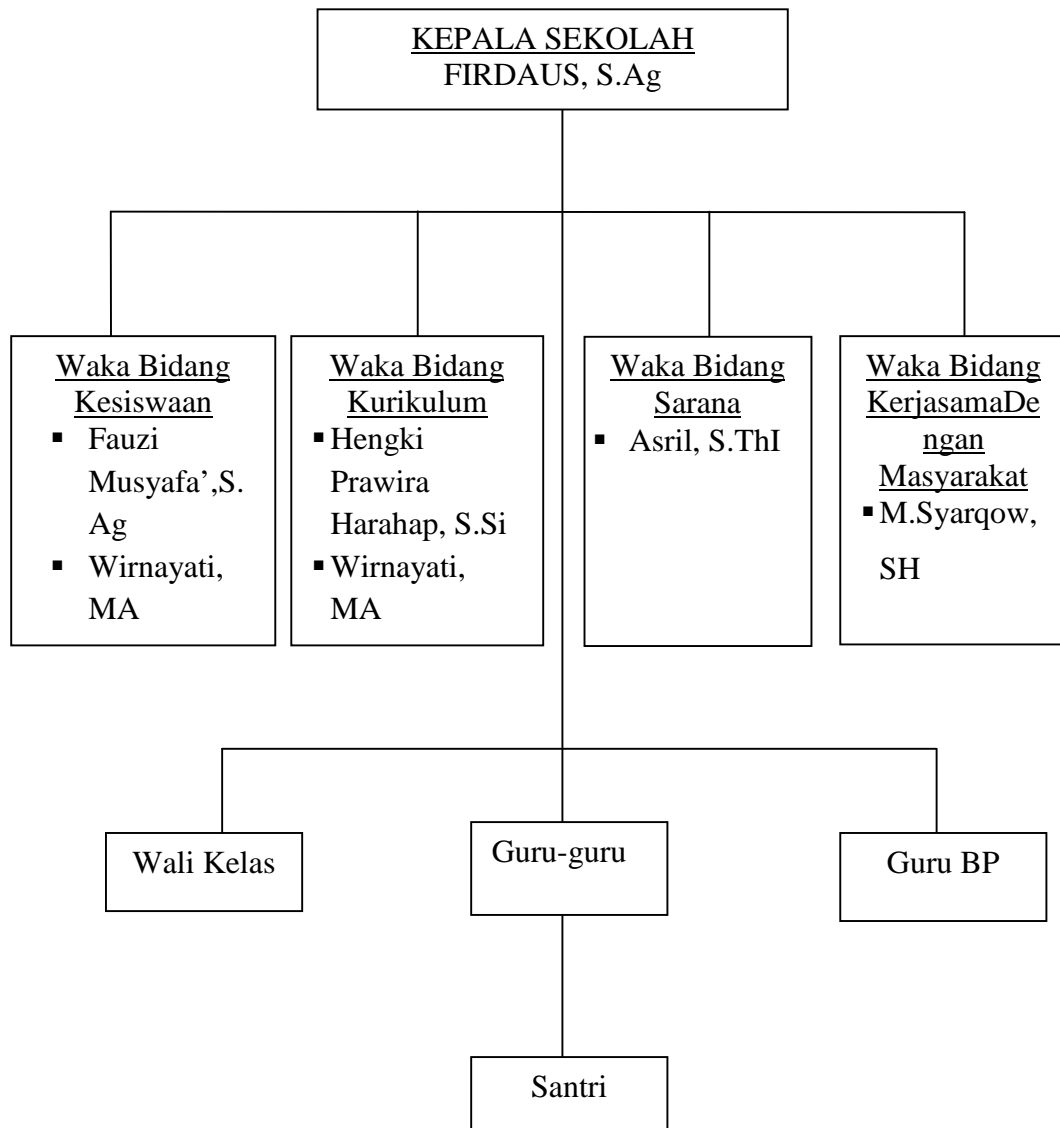 KEPALA SEKOLAH
FIRDAUS, S.Ag
Waka Bidang
Kesiswaan
▪ Fauzi
Musyafa’,S.
Ag
▪ Wirnayati,
MA
Waka Bidang
Kurikulum
▪ Hengki
Prawira
Harahap, S.Si
▪ Wirnayati,
MA
Waka Bidang
Sarana
▪ Asril, S.ThI
Waka Bidang
KerjasamaDe
ngan
Masyarakat
▪ M.Syarqow,
SH
Wali Kelas
Guru-guru
Guru BP
Santri